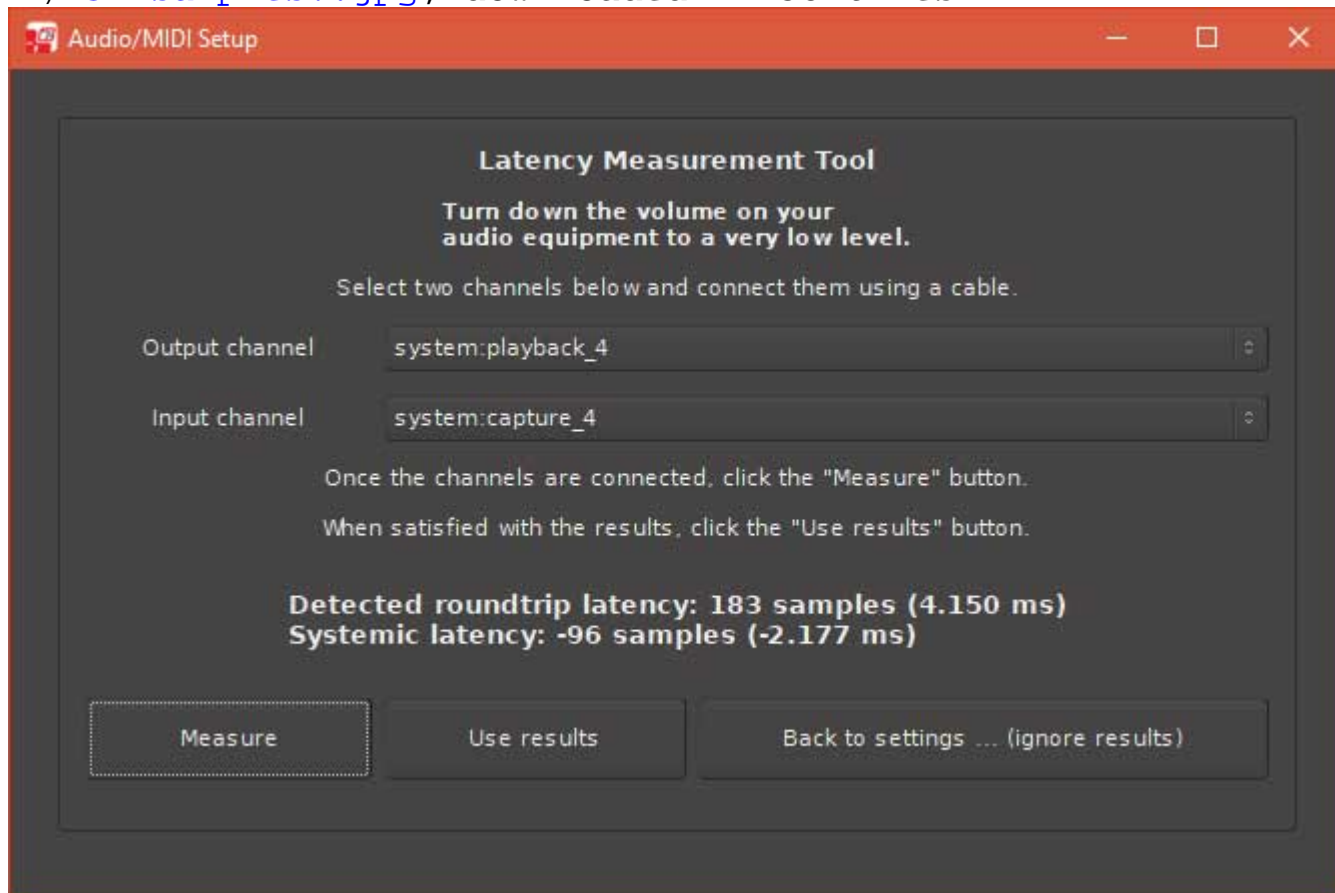 Audio/MIDI Setup
Latency Measurement Tool
Turn down the volume on your
audio equipment to a very low level.
Select two channels below and connect them using a cable.
Output channel system:playback_4
Input channel system:capture_4
Once the channels are connected, click the "Measure" button.
When satisfied with the results, click the "Use results" button.
Detected roundtrip latency: 183 samples (4.150 ms)
Systemic latency: -96 samples (-2.177 ms)
Measure Use results Back to settings ... (ignore results)